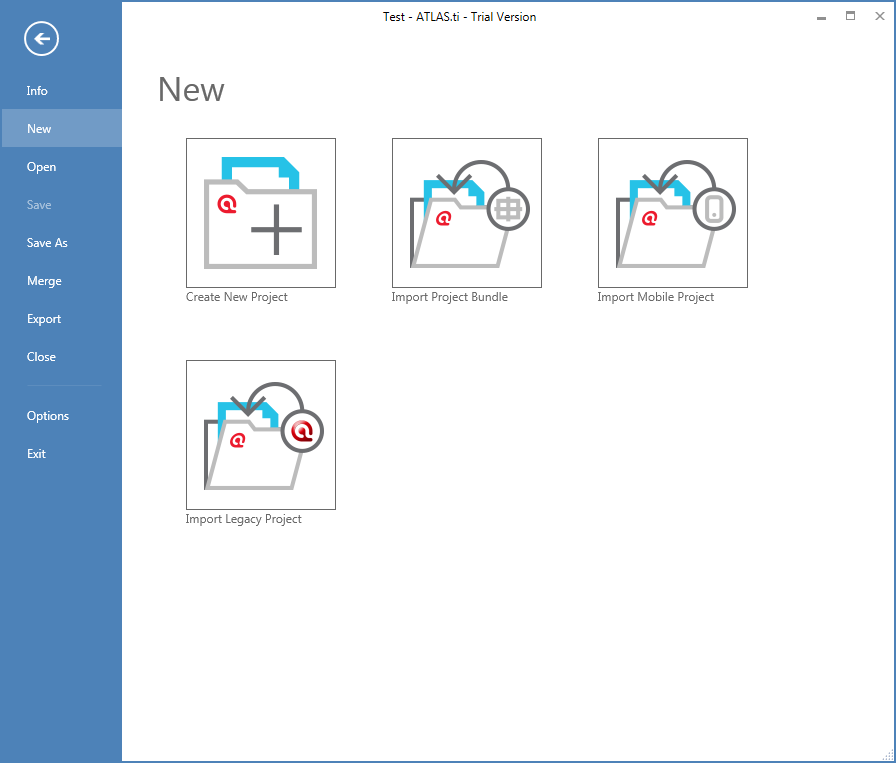 Test - ATLAS.ti - Trial Version
Info
New
Open
Save
Save As
Merge
Export
Close
Options
Exit
New
Create New Project
Import Project Bundle
Import Mobile Project
Import Legacy Project